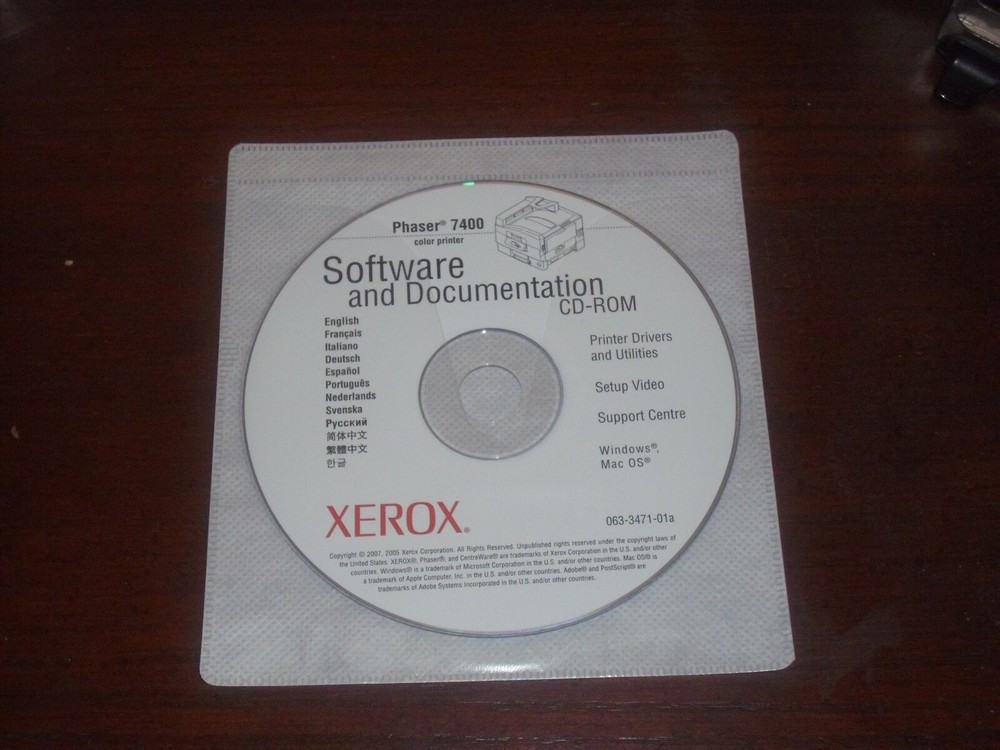 Phaser® 7400
color printer
Software
and Documentation
CD-ROM
English
Français
Italiano
Deutsch
Español
Português
Nederlands
Svenska
Русский
简体中文
繁體中文
한글
Printer Drivers
and Utilities
Setup Video
Support Centre
Windows®,
Mac OS®
XEROX®
063-3471-01a
Copyright © 2007, 2005 Xerox Corporation. All Rights Reserved. Unpublished rights reserved under the copyright laws of
the United States. XEROX®, Phaser®, and CentreWare® are trademarks of Xerox Corporation in the U.S. and/or other
countries. Windows® is a trademark of Microsoft Corporation in the U.S. and/or other countries. Mac OS® is
a trademark of Apple Computer, Inc. in the U.S. and/or other countries. Adobe® and PostScript® are
trademarks of Adobe Systems Incorporated in the U.S. and/or other countries.